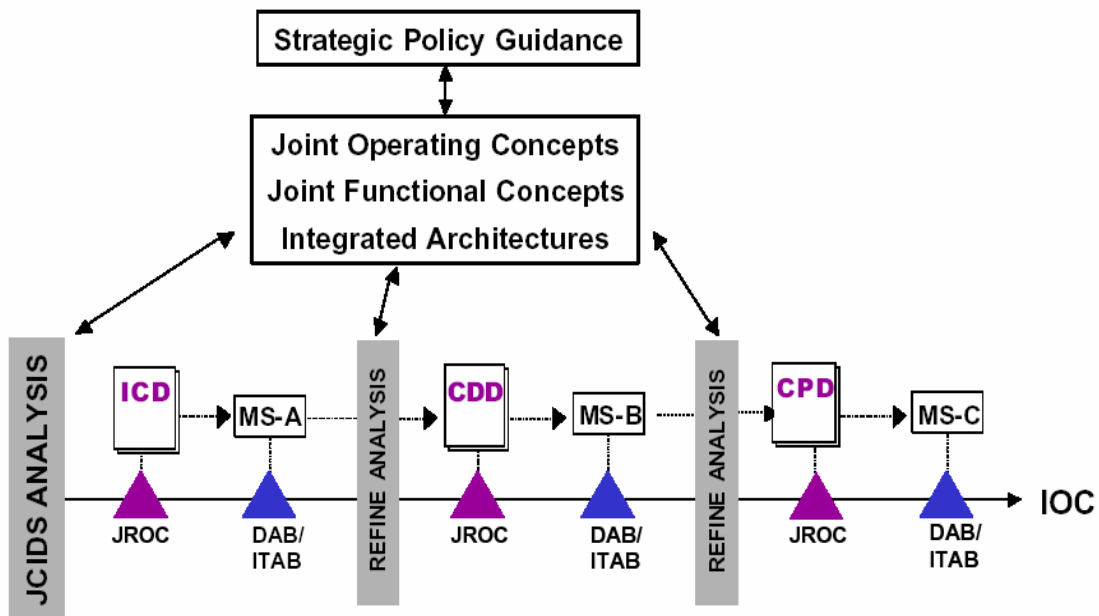 Strategic Policy Guidance
Joint Operating Concepts
Joint Functional Concepts
Integrated Architectures
JCIDS ANALYSIS
ICD
MS-A
REFINE ANALYSIS
CDD
MS-B
REFINE ANALYSIS
CPD
MS-C
JROC
DAB/
ITAB
JROC
DAB/
ITAB
JROC
DAB/
ITAB
IOC